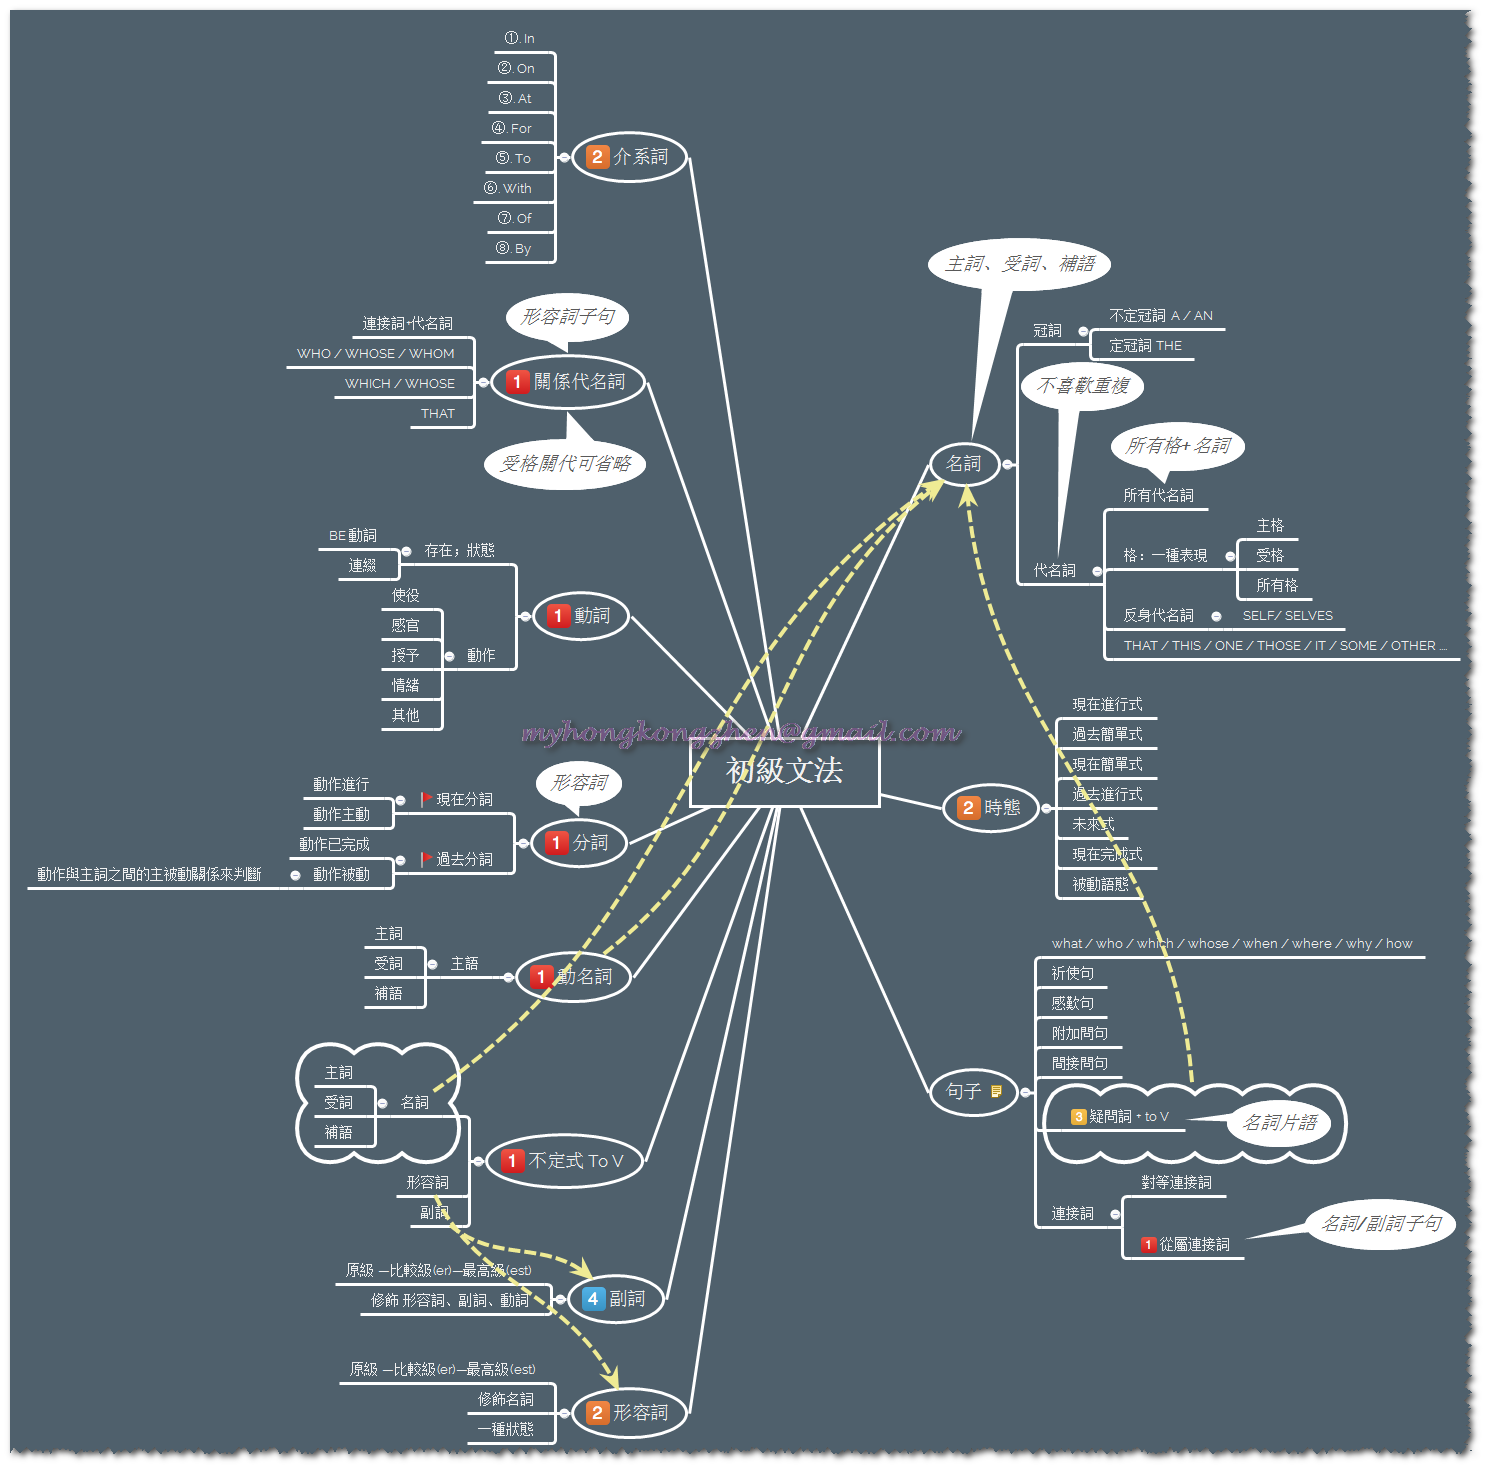 ①. In
②. On
③. At
④. For
⑤. To
⑥. With
⑦. Of
⑧. By
2 介系詞
形容詞子句
連接詞+代名詞
WHO / WHOSE / WHOM
WHICH / WHOSE
THAT
1 關係代名詞
受格關代可省略
BE 動詞
連綴
存在；狀態
使役
感官
授予
情緒
其他
動作
1 動詞
myhongkongzhen@gmail.com
初級文法
形容詞
動作進行
動作主動
現在分詞
動作已完成
動作與主詞之間的主被動關係來判斷
動作被動
過去分詞
1 分詞
主詞
受詞
補語
主語
1 動名詞
主詞
受詞
補語
名詞
形容詞
副詞
1 不定式 To V
原級 —比較級(er)—最高級(est)
修飾 形容詞、副詞、動詞
4 副詞
原級 —比較級(er)—最高級(est)
修飾名詞
一種狀態
2 形容詞
主詞、受詞、補語
名詞
冠詞
不定冠詞 A / AN
定冠詞 THE
不喜歡重複
所有格+ 名詞
代名詞
所有代名詞
格：一種表現
主格
受格
所有格
反身代名詞
SELF/ SELVES
THAT / THIS / ONE / THOSE / IT / SOME / OTHER ....
2 時態
現在進行式
過去簡單式
現在簡單式
過去進行式
未來式
現在完成式
被動語態
句子
what / who / which / whose / when / where / why / how
祈使句
感歎句
附加問句
間接問句
3 疑問詞 + to V
名詞片語
連接詞
對等連接詞
1 從屬連接詞
名詞/副詞子句